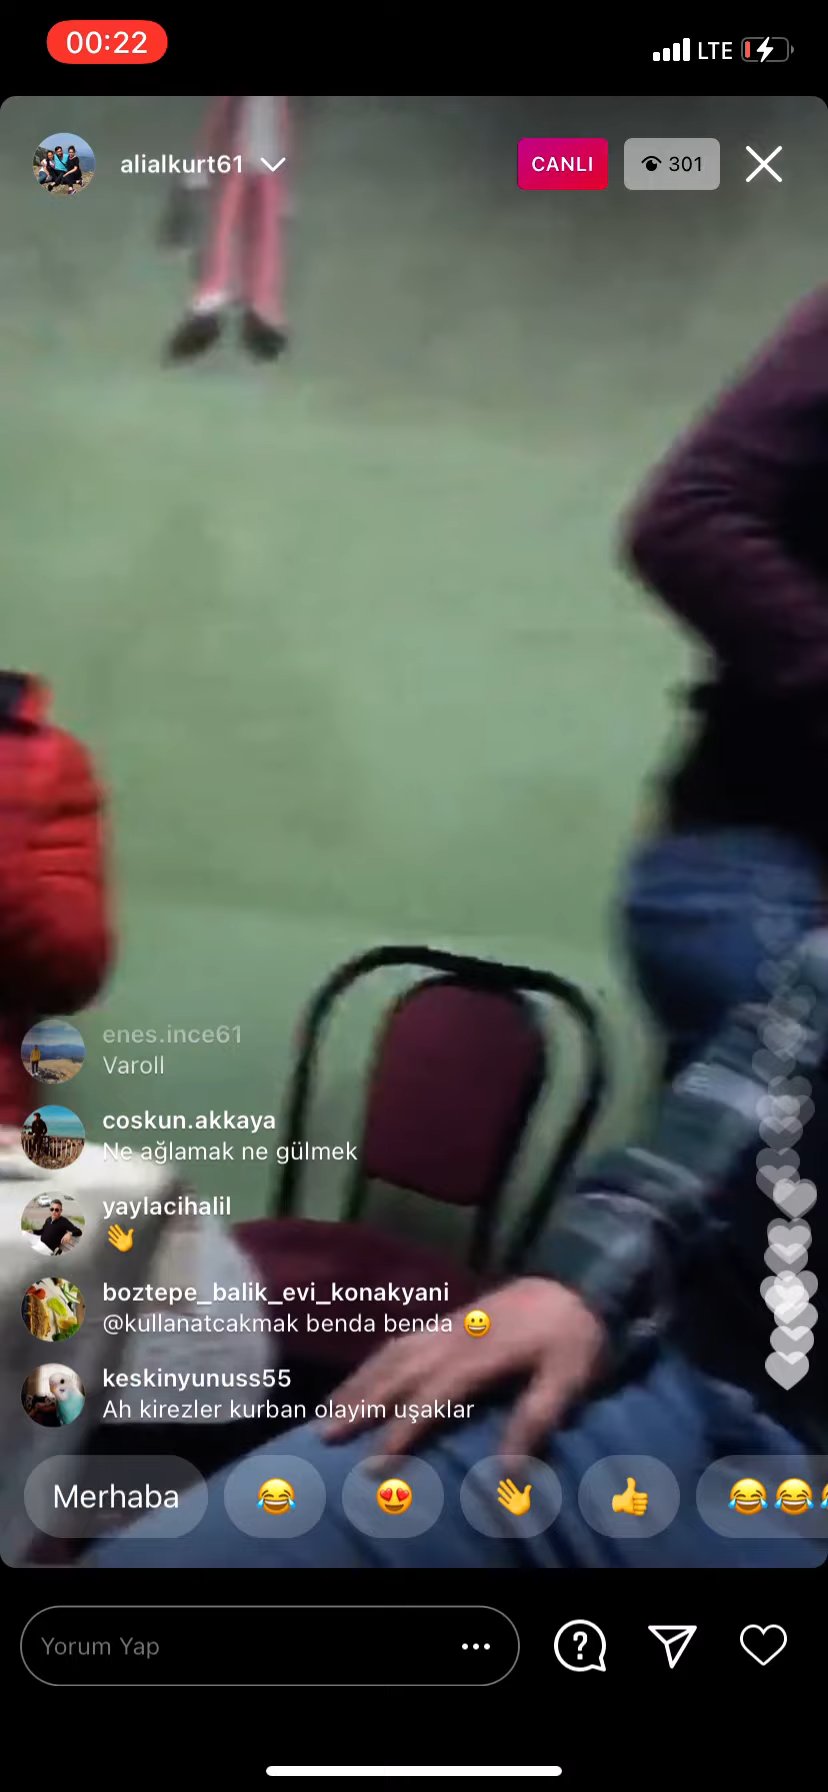 00:22
LTE
alialkurt61
CANLI
301
enes.ince61
Varoll
coskun.akkaya
Ne ağlamak ne gülmek
yaylacihalil
👋
boztepe_balik_evi_konakyani
@kullanatcakmak benda benda 😀
keskinyunuss55
Ah kirezler kurban olayim uşaklar
Merhaba 😂 😍 👋 👍 😂😂😂
Yorum Yap